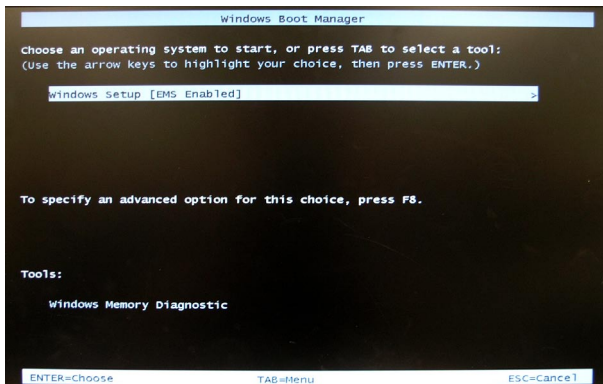 Windows Boot Manager
Choose an operating system to start, or press TAB to select a tool:
(Use the arrow keys to highlight your choice, then press ENTER.)
Windows Setup [EMS Enabled] >
To specify an advanced option for this choice, press F8.
Tools:
Windows Memory Diagnostic
ENTER=Choose TAB=Menu ESC=Cancel